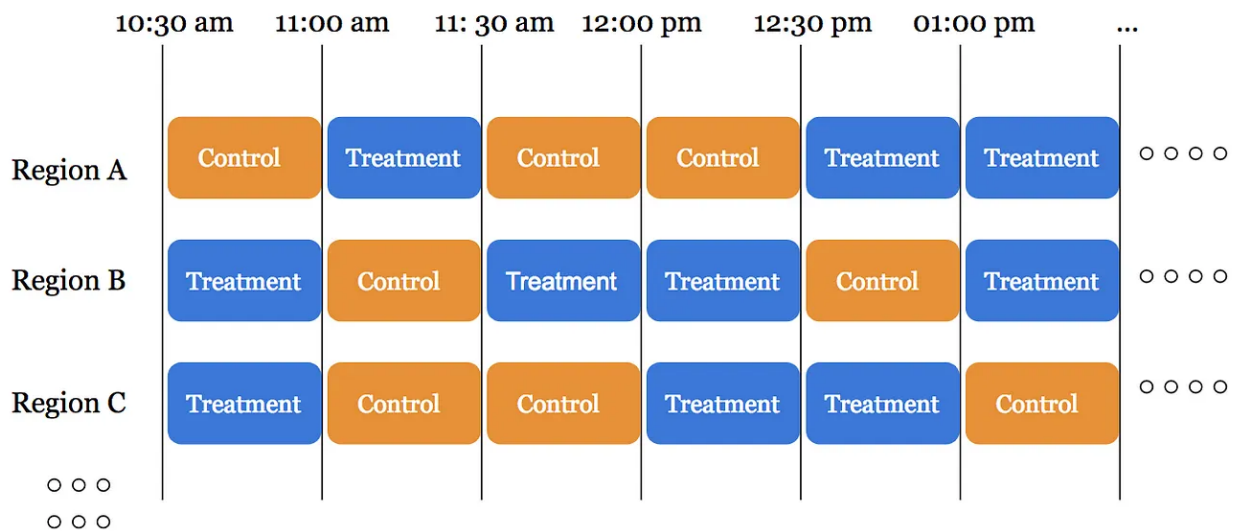 10:30 am 11:00 am 11: 30 am 12:00 pm 12:30 pm 01:00 pm ...
Region A Control Treatment Control Control Treatment Treatment
Region B Treatment Control Treatment Treatment Control Treatment
Region C Treatment Control Control Treatment Treatment Control